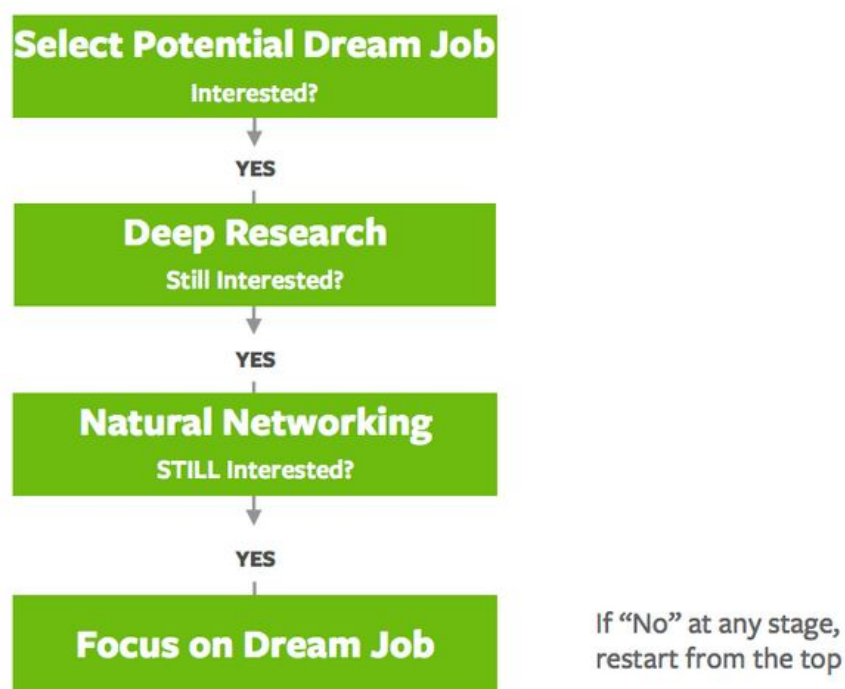 Select Potential Dream Job
Interested?
YES
Deep Research
Still Interested?
YES
Natural Networking
STILL Interested?
YES
Focus on Dream Job
If “No” at any stage,
restart from the top